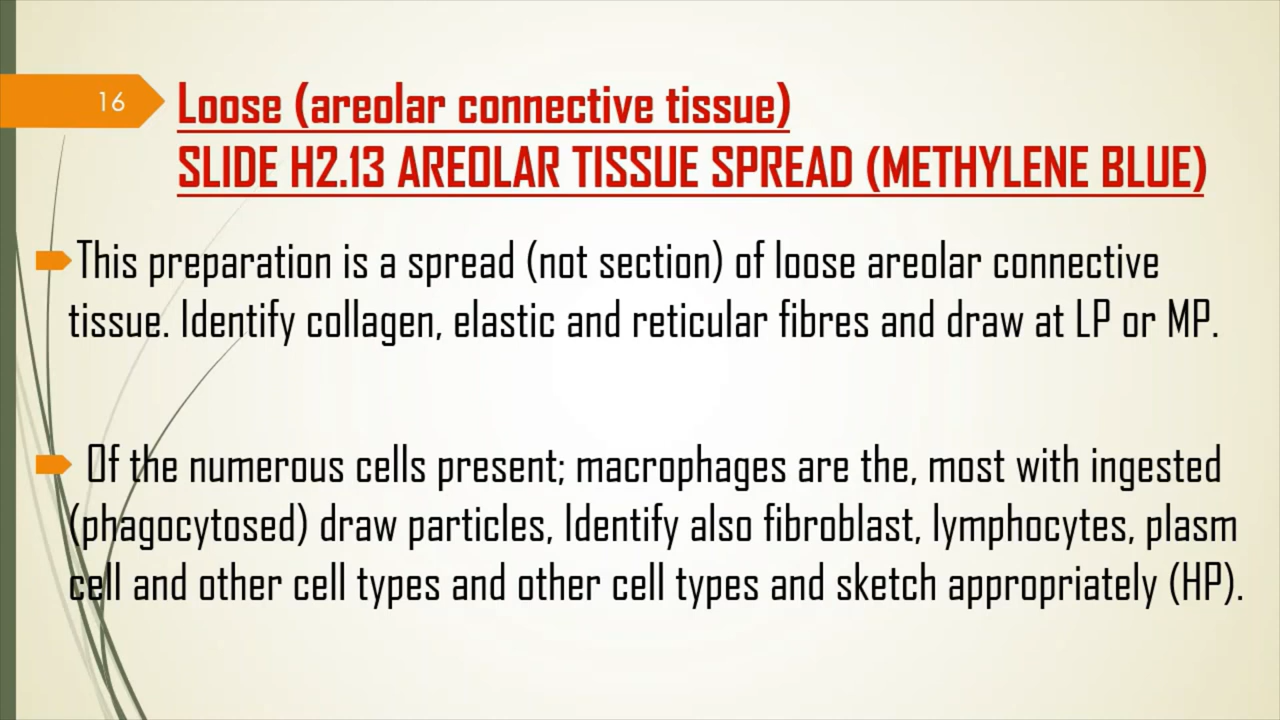 16
Loose (areolar connective tissue)
SLIDE H2.13 AREOLAR TISSUE SPREAD (METHYLENE BLUE)
This preparation is a spread (not section) of loose areolar connective
tissue. Identify collagen, elastic and reticular fibres and draw at LP or MP.
Of the numerous cells present; macrophages are the, most with ingested
(phagocytosed) draw particles, Identify also fibroblast, lymphocytes, plasm
cell and other cell types and other cell types and sketch appropriately (HP).